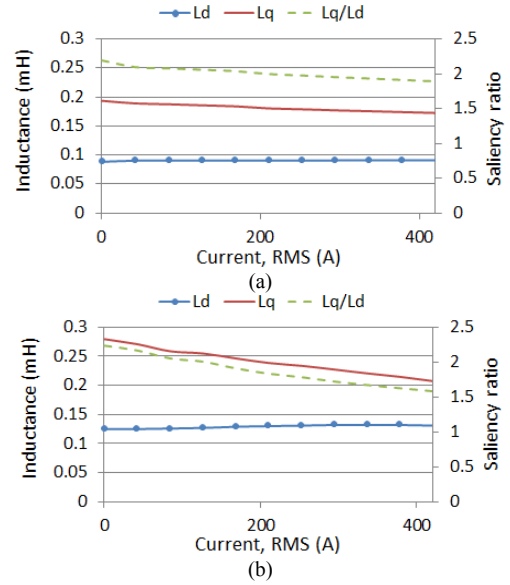 Ld Lq Lq/Ld
Inductance (mH)
0.3
0.25
0.2
0.15
0.1
0.05
0
2.5
2
1.5
1
0.5
0
Saliency ratio
0 200 400
Current, RMS (A)
(a)
Ld Lq Lq/Ld
Inductance (mH)
0.3
0.25
0.2
0.15
0.1
0.05
0
2.5
2
1.5
1
0.5
0
Saliency ratio
0 200 400
Current, RMS (A)
(b)